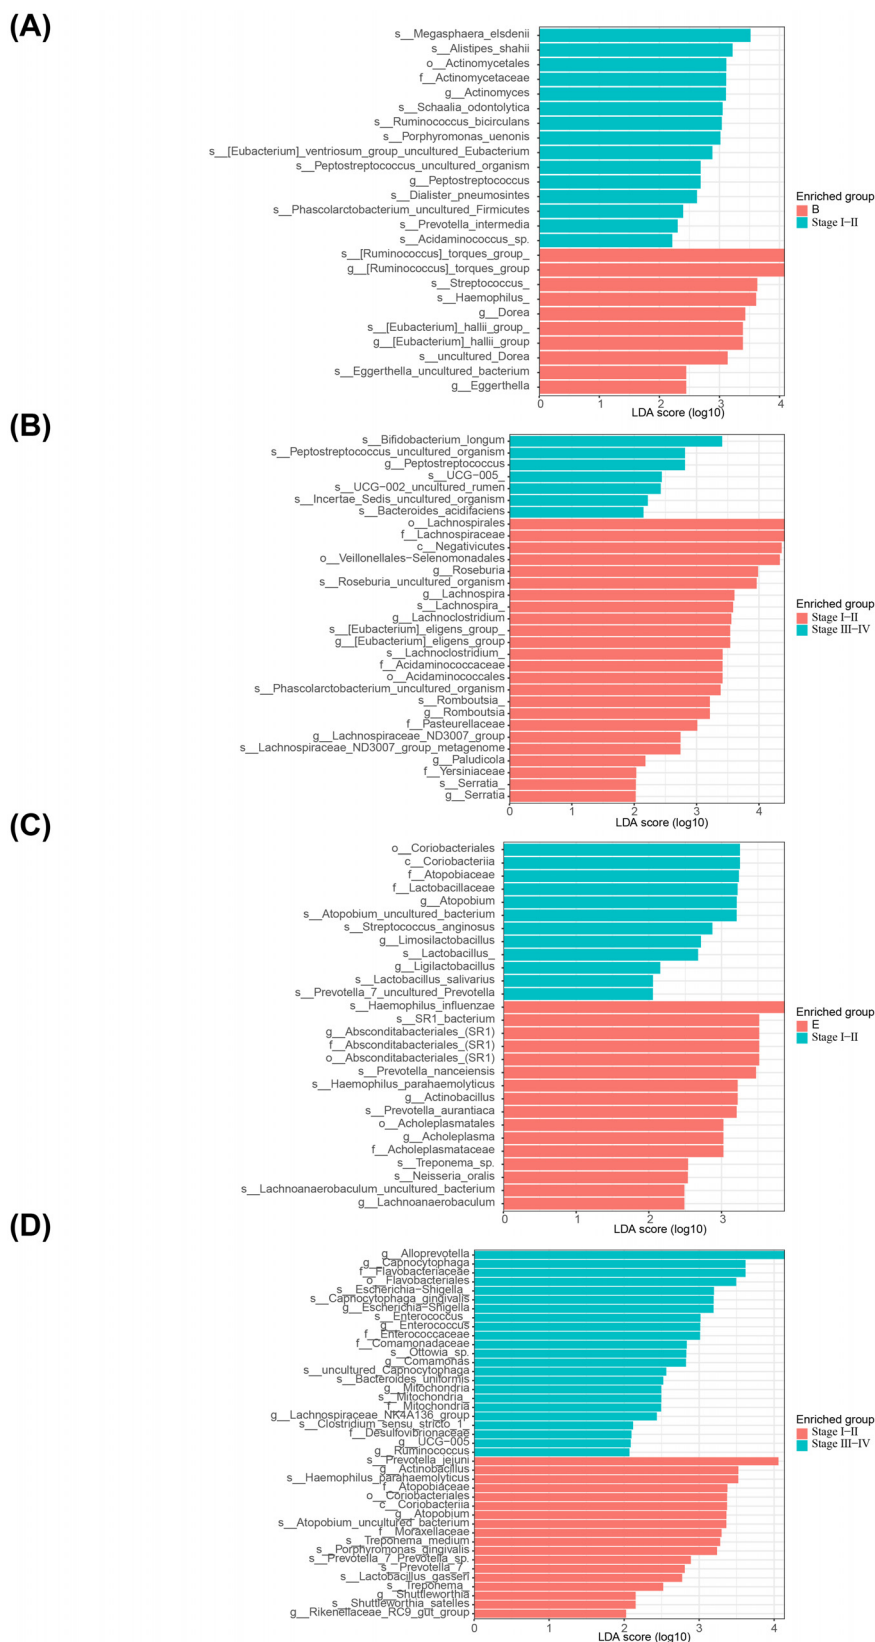 (A)
s__Megasphaera_elsdenii
s__Alistipes_shahii
o__Actinomycetales
f__Actinomycetaceae
g__Actinomyces
s__Schaalia_odontolytica
s__Ruminococcus_bicirculans
s__Porphyromonas_uenonis
s__[Eubacterium]_ventriosum_group_uncultured_Eubacterium
s__Peptostreptococcus_uncultured_organism
g__Peptostreptococcus
s__Dialister_pneumosintes
s__Phascolarctobacterium_uncultured_Firmicutes
s__Prevotella_intermedia
s__Acidaminococcus_sp.
s__[Ruminococcus]_torques_group_
g__[Ruminococcus]_torques_group
s__Streptococcus_
s__Haemophilus_
g__Dorea
s__[Eubacterium]_hallii_group_
g__[Eubacterium]_hallii_group
s__uncultured_Dorea
s__Eggerthella_uncultured_bacterium
g__Eggerthella
Enriched group
B
Stage I−II
0 1 2 3 4
LDA score (log10)
(B)
s__Bifidobacterium_longum
s__Peptostreptococcus_uncultured_organism
g__Peptostreptococcus
s__UCG−005_
s__UCG−002_uncultured_rumen
s__Incertae_Sedis_uncultured_organism
s__Bacteroides_acidifaciens
o__Lachnospirales
f__Lachnospiraceae
c__Negativicutes
o__Veillonellales−Selenomonadales
g__Roseburia
s__Roseburia_uncultured_organism
g__Lachnospira
s__Lachnospira_
g__Lachnoclostridium
s__[Eubacterium]_eligens_group_
g__[Eubacterium]_eligens_group
s__Lachnoclostridium_
f__Acidaminococcaceae
o__Acidaminococcales
s__Phascolarctobacterium_uncultured_organism
s__Romboutsia_
g__Romboutsia
f__Pasteurellaceae
g__Lachnospiraceae_ND3007_group
s__Lachnospiraceae_ND3007_group_metagenome
g__Paludicola
f__Yersiniaceae
s__Serratia_
g__Serratia
Enriched group
Stage I−II
Stage III−IV
0 1 2 3 4
LDA score (log10)
(C)
o__Coriobacteriales
c__Coriobacteriia
f__Atopobiaceae
f__Lactobacillaceae
g__Atopobium
s__Atopobium_uncultured_bacterium
s__Streptococcus_anginosus
g__Limosilactobacillus
s__Lactobacillus_
g__Ligilactobacillus
s__Lactobacillus_salivarius
s__Prevotella_7_uncultured_Prevotella
s__Haemophilus_influenzae
s__SR1_bacterium
g__Absconditabacteriales_(SR1)
f__Absconditabacteriales_(SR1)
o__Absconditabacteriales_(SR1)
s__Prevotella_nanceiensis
s__Haemophilus_parahaemolyticus
g__Actinobacillus
s__Prevotella_aurantiaca
o__Acholeplasmatales
g__Acholeplasma
f__Acholeplasmataceae
s__Treponema_sp.
s__Neisseria_oralis
s__Lachnoanaerobaculum_uncultured_bacterium
g__Lachnoanaerobaculum
Enriched group
E
Stage I−II
0 1 2 3
LDA score (log10)
(D)
g__Alloprevotella
g__Capnocytophaga
f__Flavobacteriaceae
o__Flavobacteriales
s__Escherichia−Shigella_
s__Capnocytophaga_gingivalis
g__Escherichia−Shigella
s__Enterococcus_
g__Enterococcus
f__Enterococcaceae
f__Comamonadaceae
s__Ottowia_sp.
g__Comamonas
s__uncultured_Capnocytophaga
s__Bacteroides_uniformis
g__Mitochondria
s__Mitochondria_
f__Mitochondria
g__Lachnospiraceae_NK4A136_group
s__Clostridium_sensu_stricto_1_
f__Desulfovibrionaceae
g__UCG−005
g__Ruminococcus
s__Prevotella_jejuni
g__Actinobacillus
s__Haemophilus_parahaemolyticus
f__Atopobiaceae
o__Coriobacteriales
c__Coriobacteriia
g__Atopobium
s__Atopobium_uncultured_bacterium
f__Moraxellaceae
s__Treponema_medium
s__Porphyromonas_gingivalis
s__Prevotella_7_Prevotella_sp.
s__Prevotella_7_
s__Lactobacillus_gasseri
s__Treponema_
g__Shuttleworthia
s__Shuttleworthia_satelles
g__Rikenellaceae_RC9_gut_group
Enriched group
Stage I−II
Stage III−IV
0 1 2 3 4
LDA score (log10)